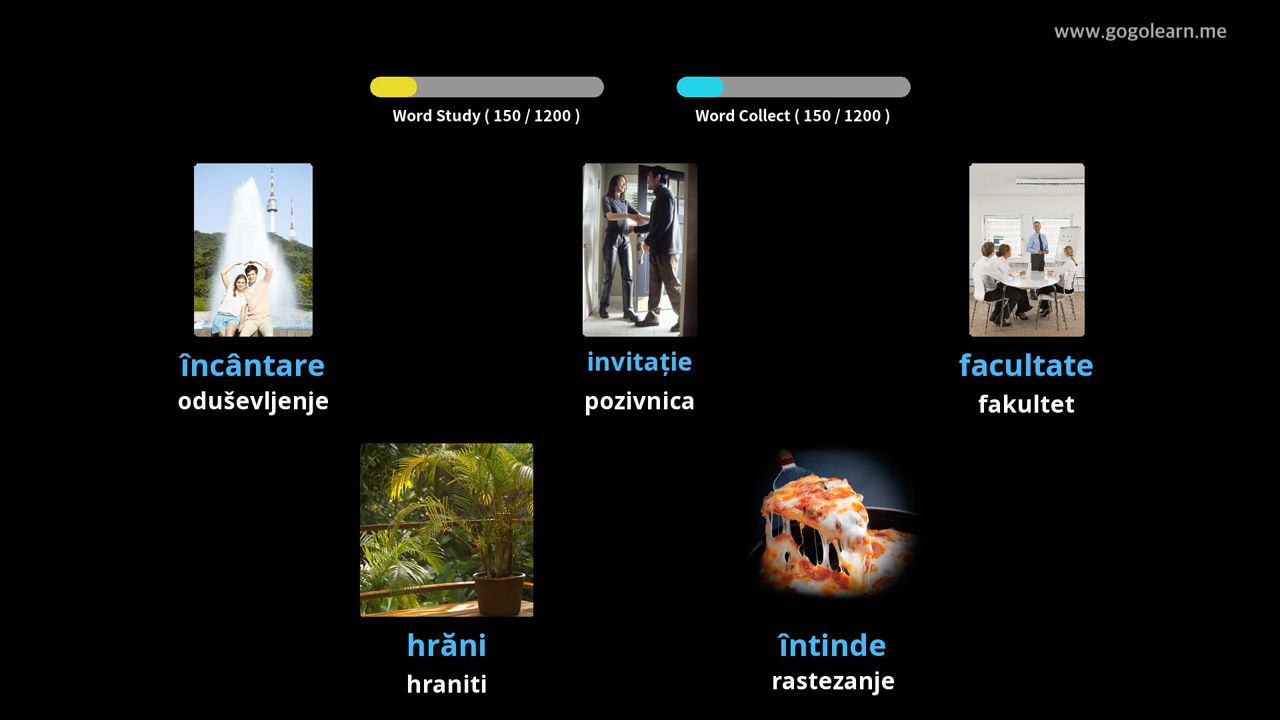 www.gogolearn.me
Word Study ( 150 / 1200 )
Word Collect ( 150 / 1200 )
încântare
invitație
facultate
oduševljenje
pozivnica
fakultet
hrăni
întinde
hraniti
rastezanje